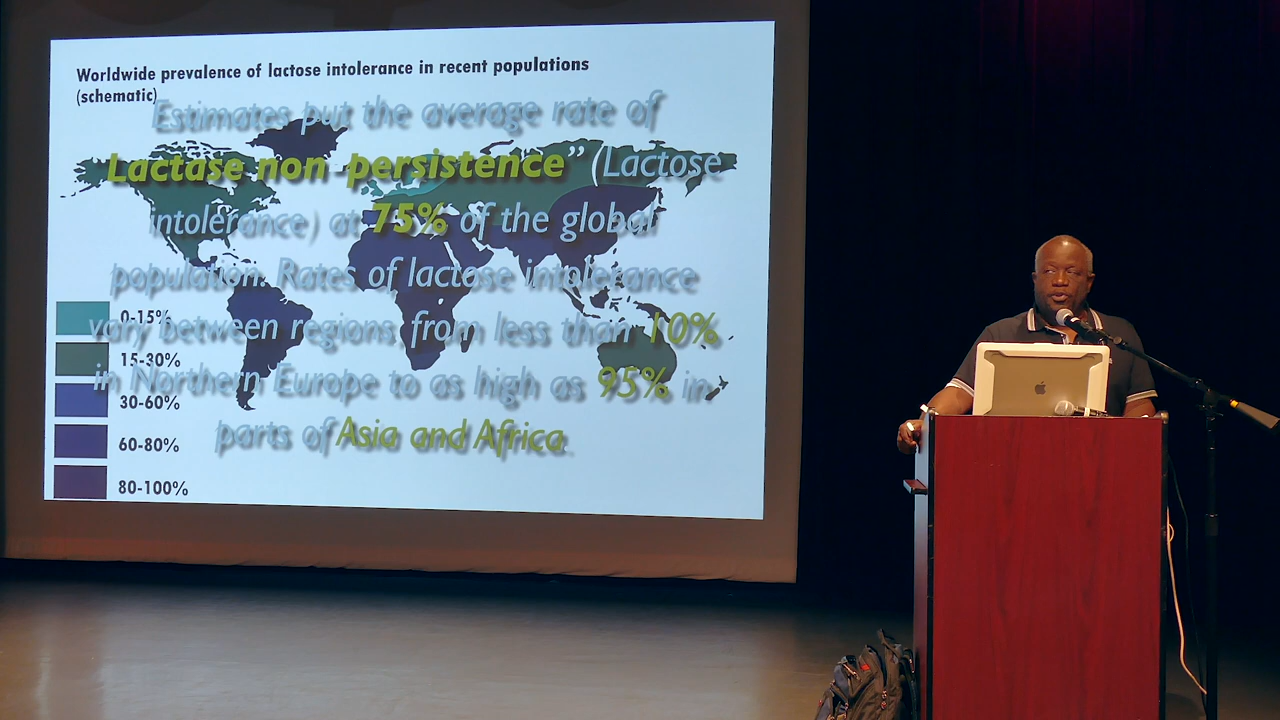 Worldwide prevalence of lactose intolerance in recent populations
(schematic)
Estimates put the average rate of
Lactase non persistence” (Lactose
intolerance) at 75% of the global
population. Rates of lactose intolerance
vary between regions from less than 10%
in Northern Europe to as high as 95% in
parts of Asia and Africa.
0-15%
15-30%
30-60%
60-80%
80-100%